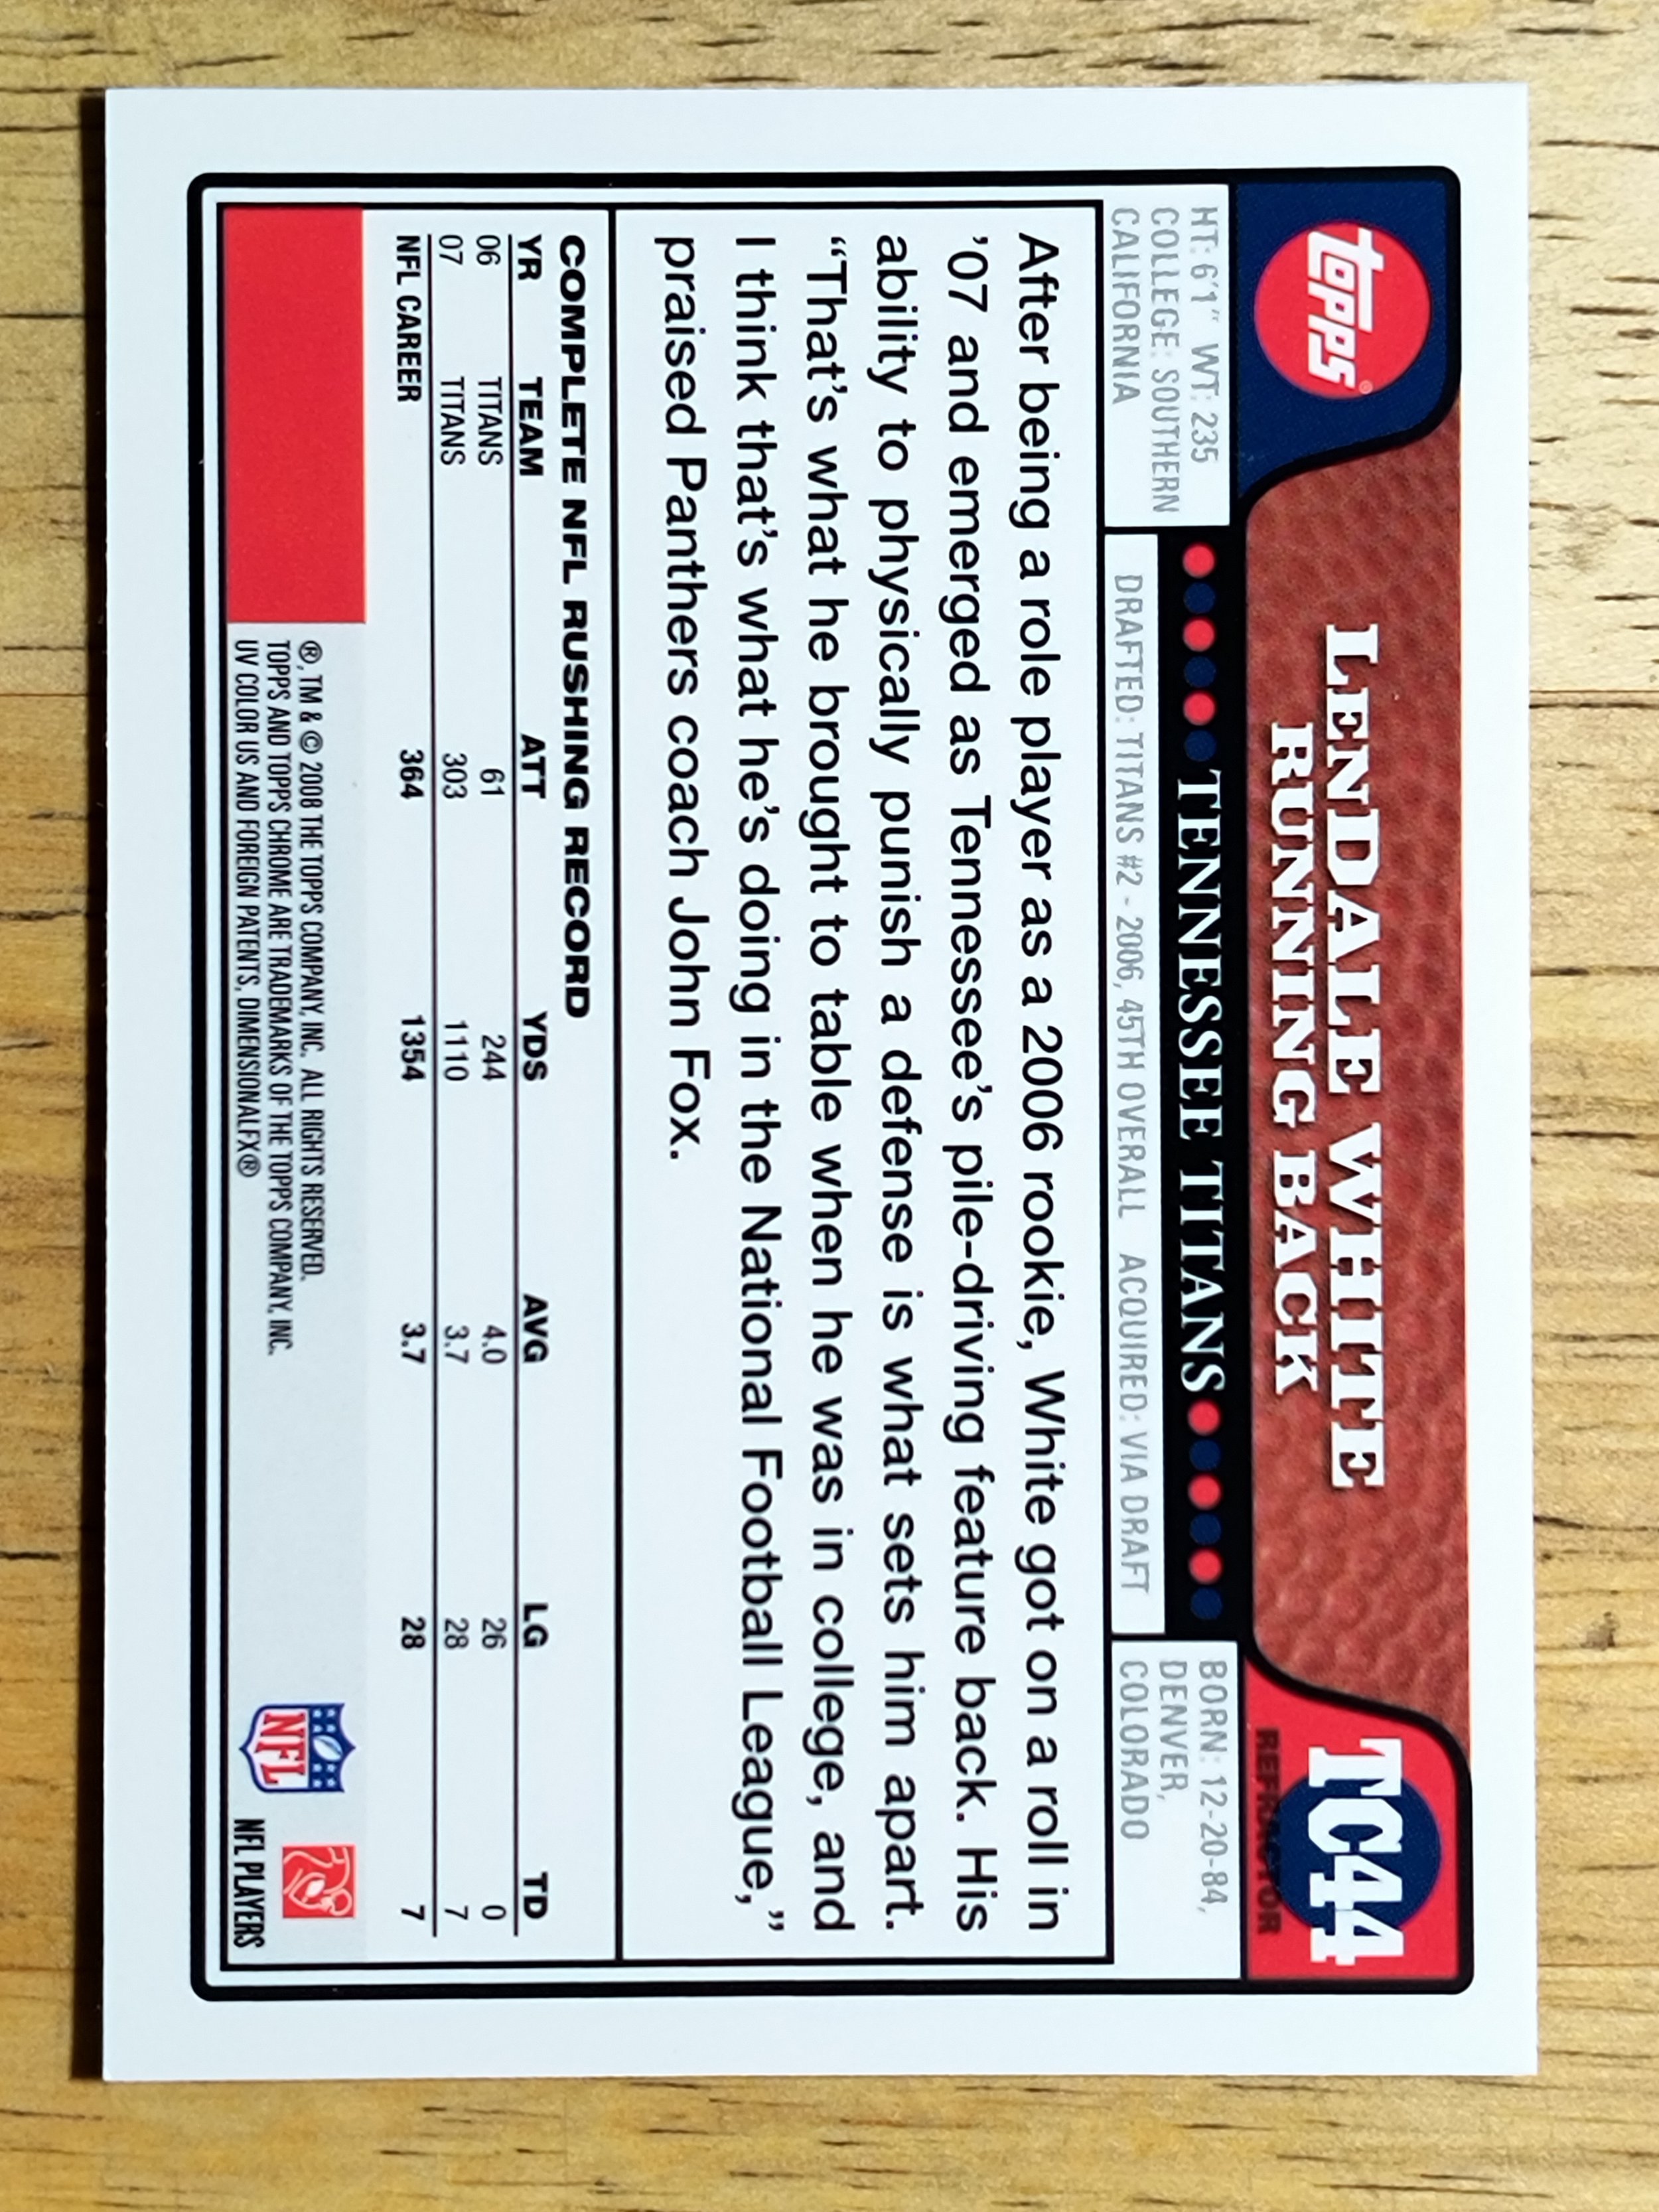 topps®
LENDALE WHITE
RUNNING BACK
TC44
REFRACTOR
HT: 6'1" WT: 235
COLLEGE: SOUTHERN
CALIFORNIA
TENNESSEE TITANS
DRAFTED: TITANS #2 - 2006, 45TH OVERALL ACQUIRED: VIA DRAFT
BORN: 12-20-84,
DENVER,
COLORADO
After being a role player as a 2006 rookie, White got on a roll in
’07 and emerged as Tennessee’s pile-driving feature back. His
ability to physically punish a defense is what sets him apart.
“That’s what he brought to table when he was in college, and
I think that’s what he’s doing in the National Football League,”
praised Panthers coach John Fox.
COMPLETE NFL RUSHING RECORD
YR TEAM ATT YDS AVG LG TD
06 TITANS 61 244 4.0 26 0
07 TITANS 303 1110 3.7 28 7
NFL CAREER 364 1354 3.7 28 7
®, TM & © 2008 THE TOPPS COMPANY, INC. ALL RIGHTS RESERVED.
TOPPS AND TOPPS CHROME ARE TRADEMARKS OF THE TOPPS COMPANY, INC.
UV COLOR US AND FOREIGN PATENTS, DIMENSIONALFX®
NFL
NFL PLAYERS